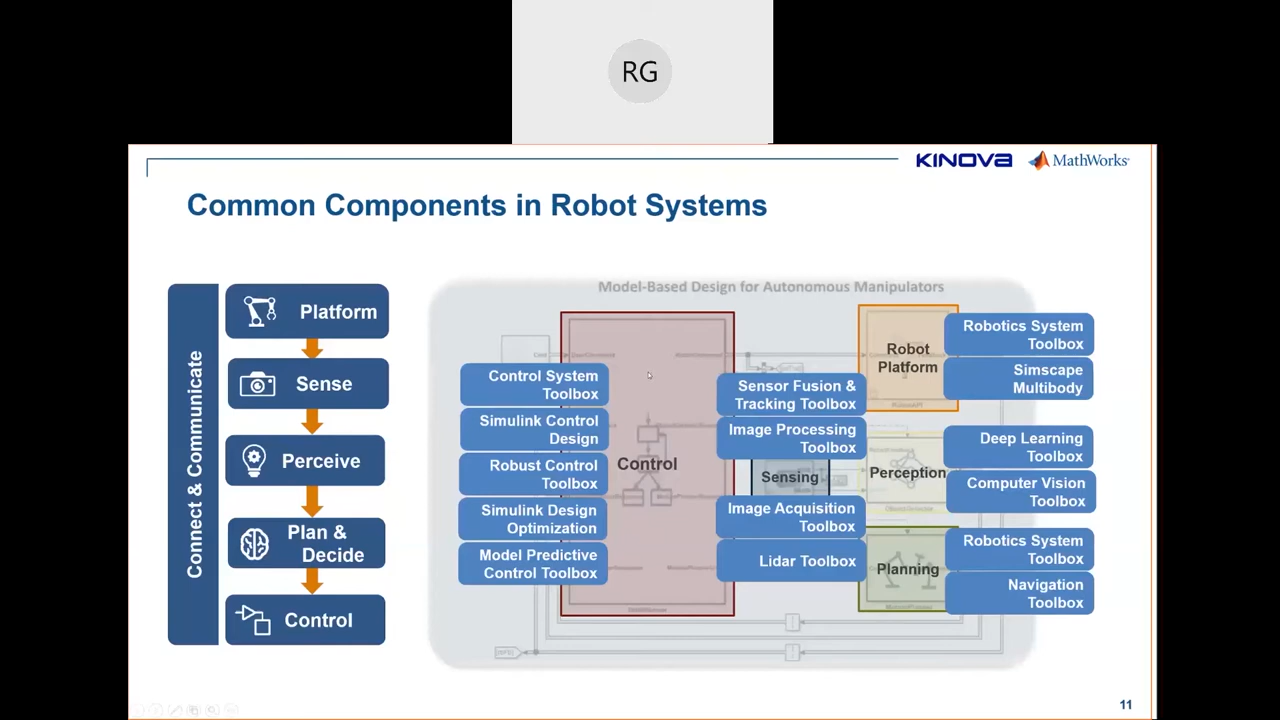 RG
KINOVA MathWorks
Common Components in Robot Systems
Connect & Communicate
Platform
Sense
Perceive
Plan &
Decide
Control
Model-Based Design for Autonomous Manipulators
Control System
Toolbox
Simulink Control
Design
Robust Control
Toolbox
Simulink Design
Optimization
Model Predictive
Control Toolbox
Control
Sensor Fusion &
Tracking Toolbox
Image Processing
Toolbox
Sensing
Image Acquisition
Toolbox
Lidar Toolbox
Robot
Platform
Robotics System
Toolbox
Simscape
Multibody
Perception
Deep Learning
Toolbox
Computer Vision
Toolbox
Planning
Robotics System
Toolbox
Navigation
Toolbox
11